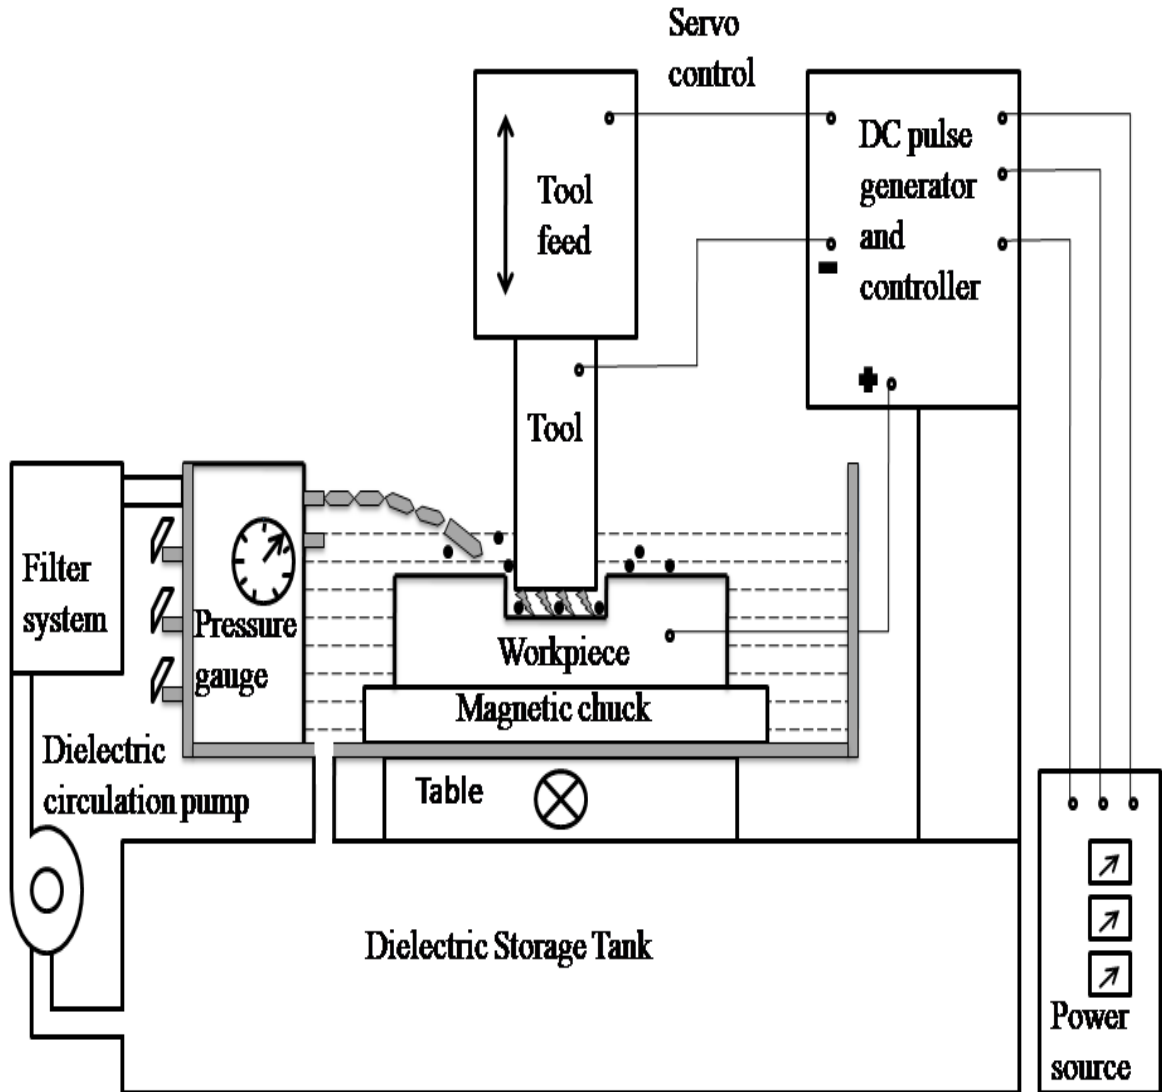 Servo
control
DC pulse
generator
and
controller
Tool
feed
Tool
Filter
system
Pressure
gauge
Workpiece
Magnetic chuck
Dielectric
circulation pump
Table
Dielectric Storage Tank
Power
source